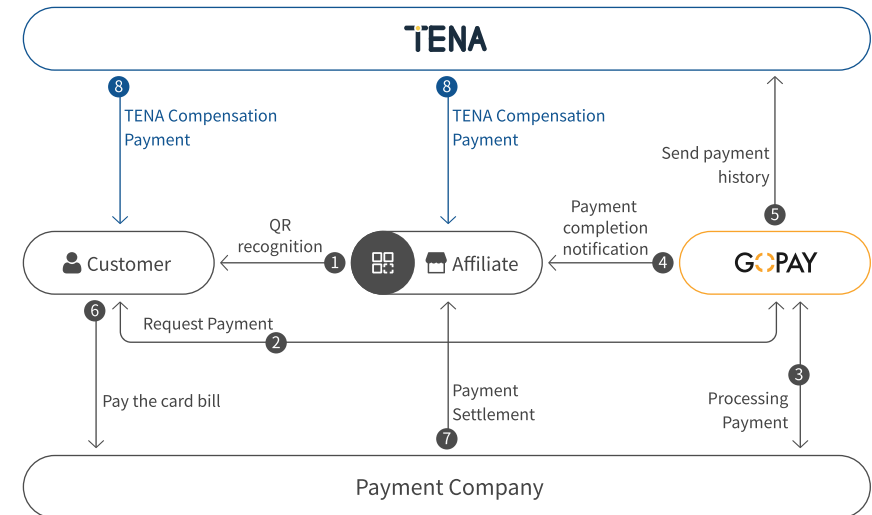 TENA
8
TENA Compensation
Payment
8
TENA Compensation
Payment
Send payment
history
5
QR
recognition
1
Payment
completion
notification
4
Customer
Affiliate
GOPAY
6
Request Payment
2
3
Pay the card bill
Payment
Settlement
7
Processing
Payment
Payment Company